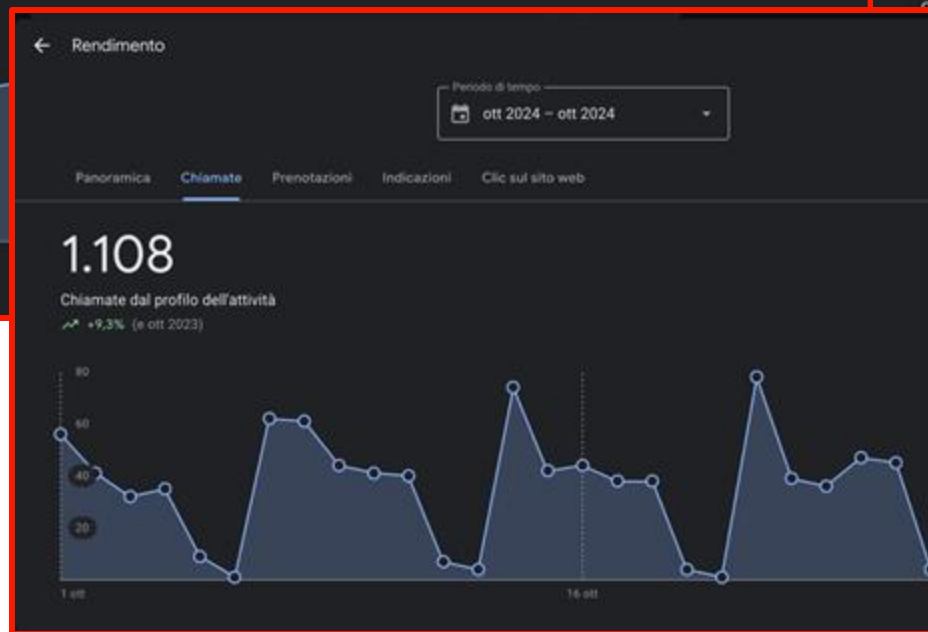 Rendimento
Periodo di tempo
ott 2024 – ott 2024
Panoramica
Chiamate
Prenotazioni
Indicazioni
Clic sul sito web
1.108
Chiamate dal profilo dell'attività
+9,3% (e ott 2023)
80
60
40
20
1 ott
16 ott